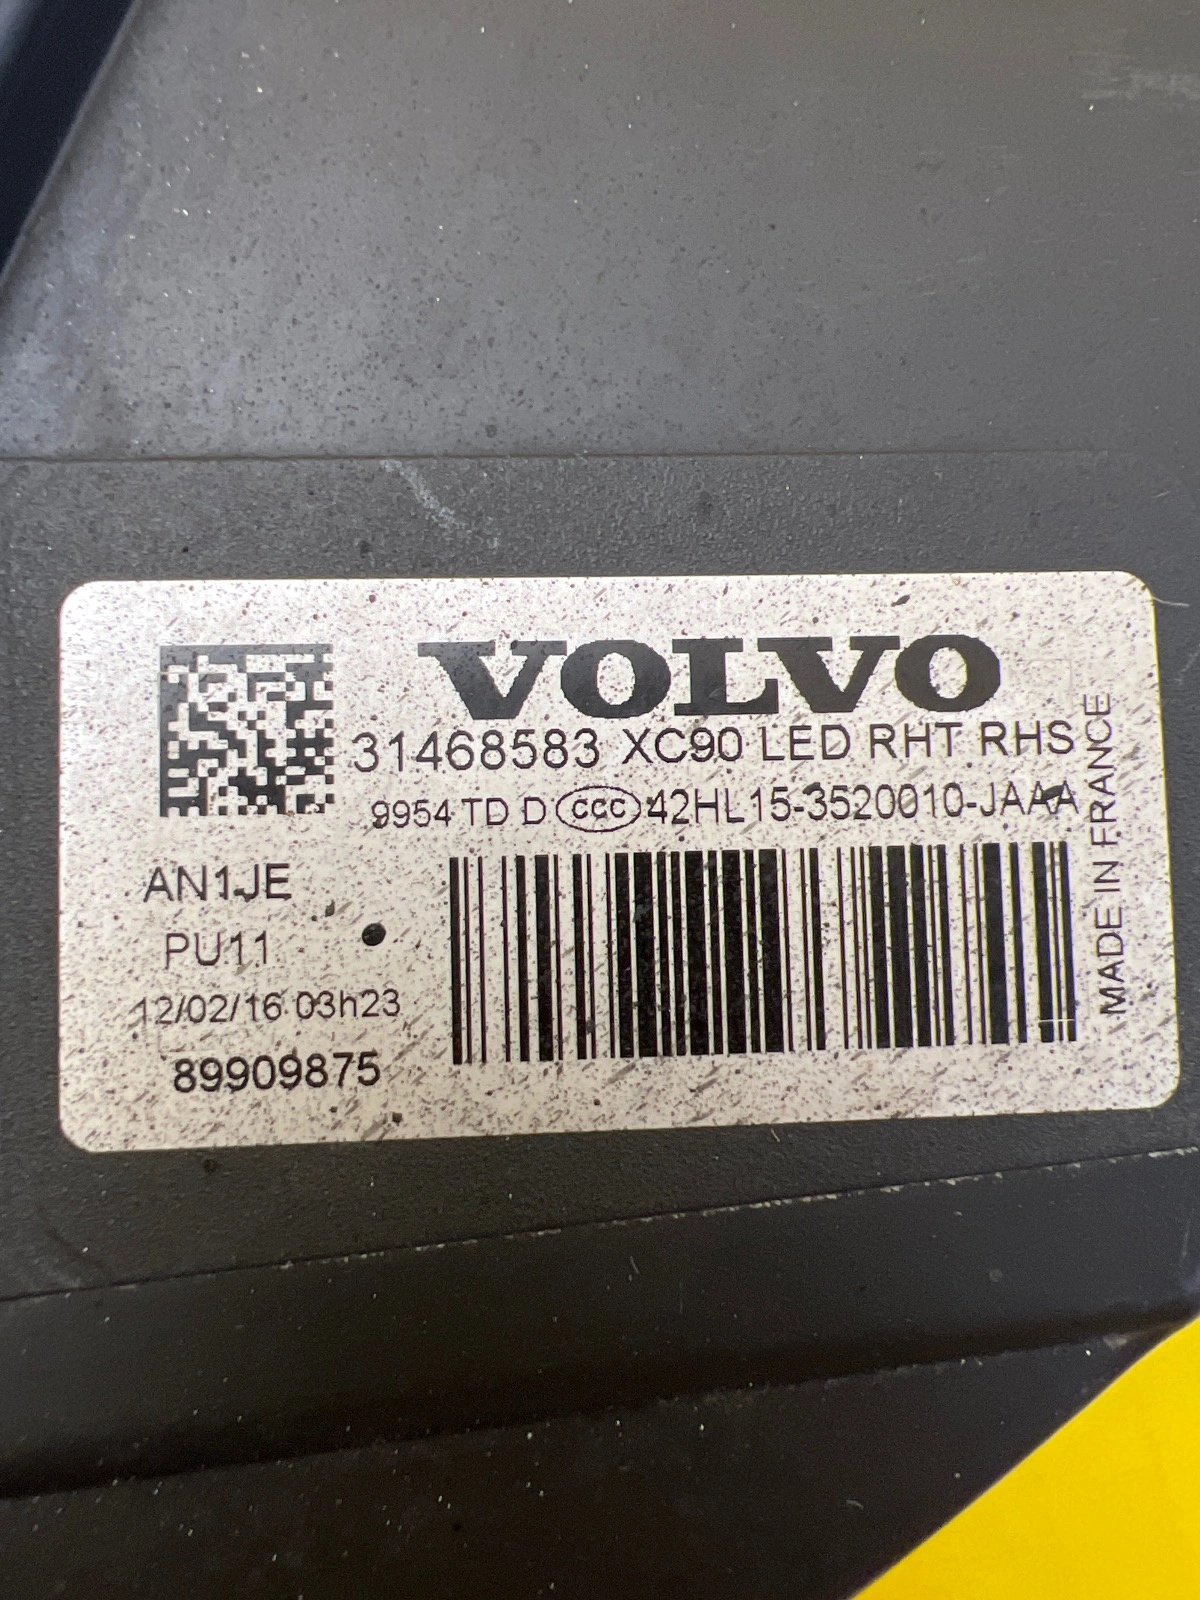 VOLVO
31468583 XC90 LED RHT RHS
9954 TD D CCC 42HL15-3520010-JAAA
AN1JE
PU11
12/02/16 03h23
89909875
MADE IN FRANCE